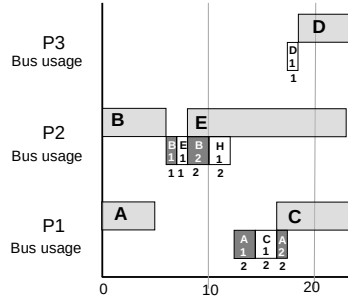 P3
D
Bus usage
D
1
1
P2
B
E
Bus usage
B E B H
1 1 2 1
1 1 2 2
P1
A
C
Bus usage
A C A
1 1 2
2 2 2
0 10 20